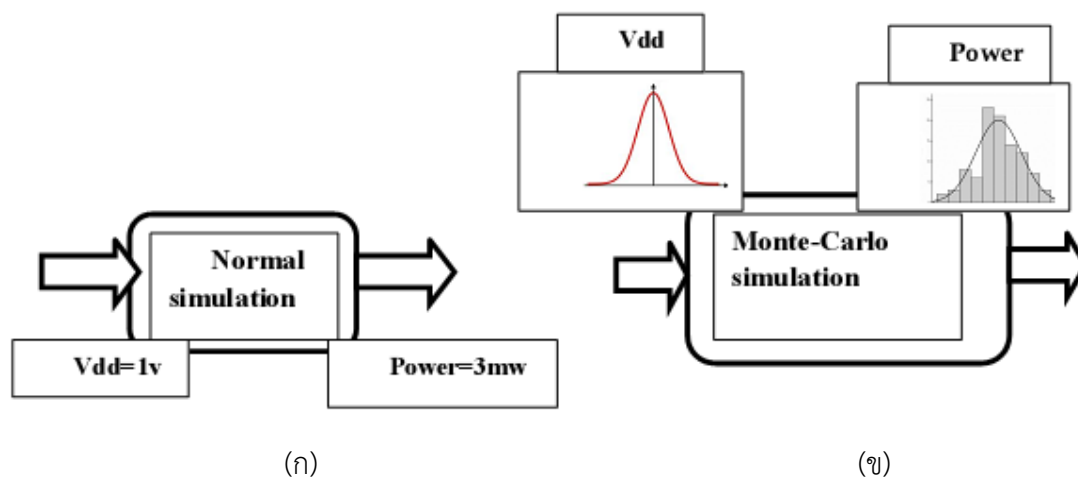 Vdd
Power
Normal
simulation
Monte-Carlo
simulation
Vdd=1v
Power=3mw
(ก)
(ข)